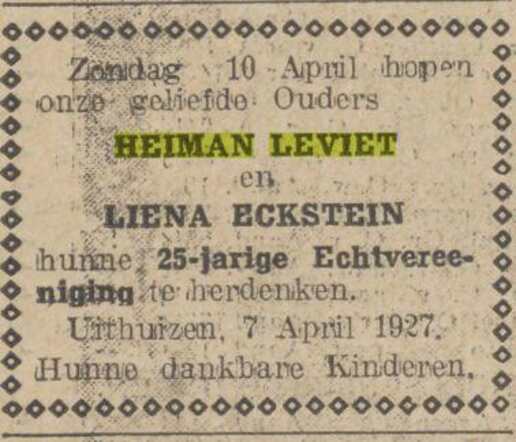 Zondag 10 April hopen
onze geliefde Ouders
HEIMAN LEVIET
en
LIENA ECKSTEIN
hunne 25-jarige Echtveree-
niging te herdenken.
Uithuizen, 7 April 1927.
Hunne dankbare Kinderen.